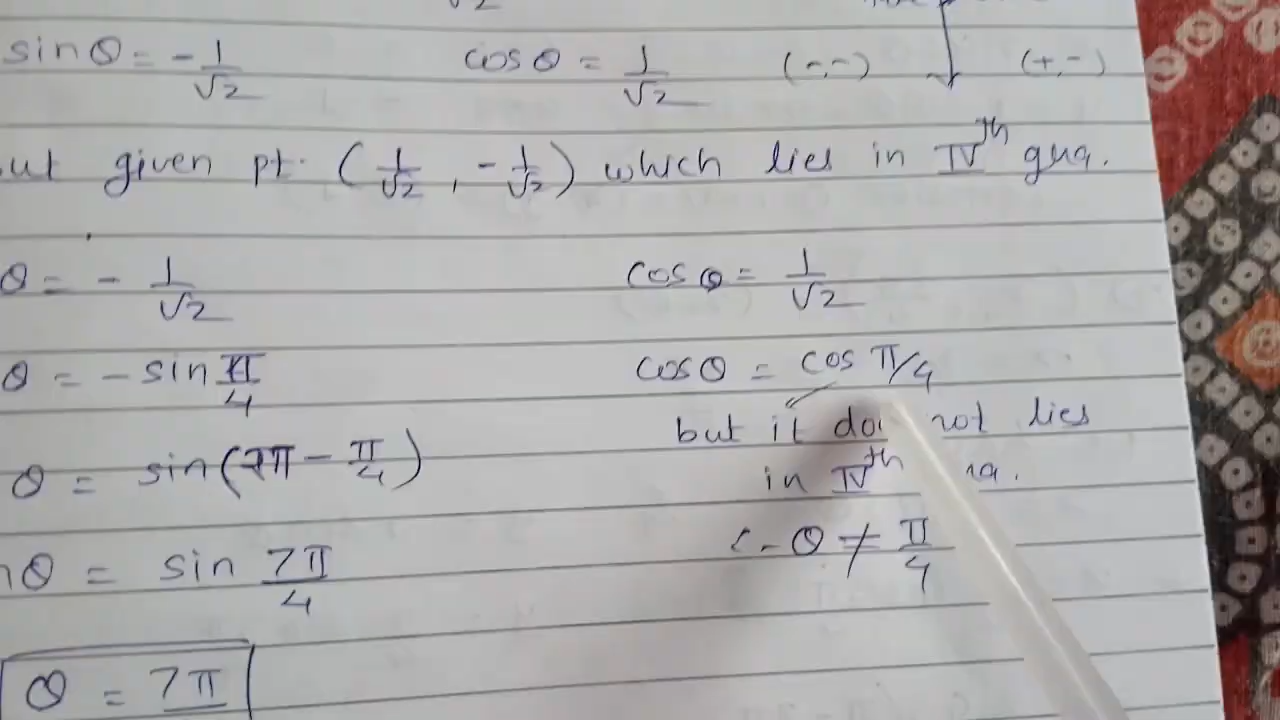 √2
sinθ = -1/√2 cosθ = 1/√2 (-,-) (+,-)
given pt. (1/√2, -1/√2) which lies in IVth qua.
θ = - 1/√2 cosθ = 1/√2
θ = - sin π/4 cosθ = cos π/4
θ = sin(2π - π/4) but it not lies
in IVth
θ = sin 7π/4 θ ≠ π/4
θ = 7π